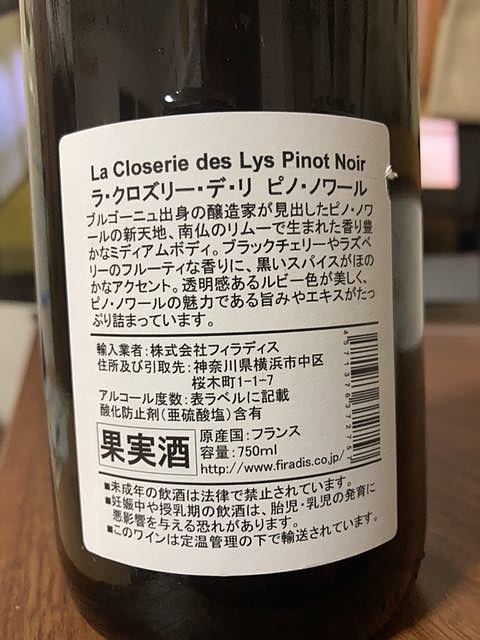 La Closerie des Lys Pinot Noir
ラ・クロズリー・デ・リ ピノ・ノワール
ブルゴーニュ出身の醸造家が見出したピノ・ノワ
ールの新天地、南仏のリムーで生まれた香り豊
かなミディアムボディ。ブラックチェリーやラズベ
リーのフルーティな香りに、黒いスパイスがほの
かなアクセント。透明感あるルビー色が美しく、
ピノ・ノワールの魅力である旨みやエキスがたっ
ぷり詰まっています。
輸入業者:株式会社フィラディス
住所及び引取先:神奈川県横浜市中区
桜木町1-1-7
アルコール度数:表ラベルに記載
酸化防止剤(亜硫酸塩)含有
果実酒
原産国:フランス
容量:750ml
http://www.firadis.co.jp/
■未成年の飲酒は法律で禁止されています。
■妊娠中や授乳期の飲酒は、胎児・乳児の発育に
悪影響を与える恐れがあります。
■このワインは定温管理の下で輸送されています。